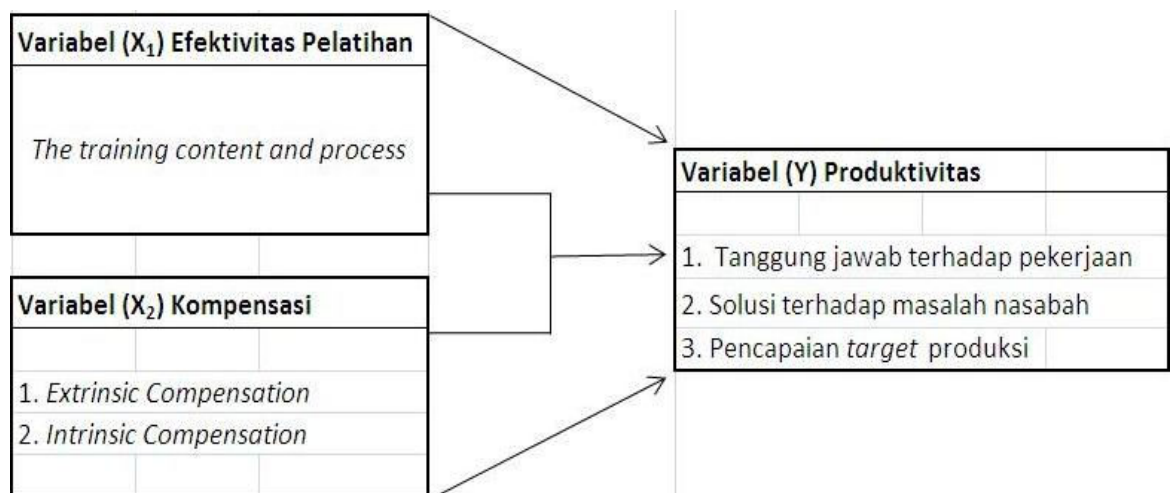 Variabel (X₁) Efektivitas Pelatihan
The training content and process
Variabel (X₂) Kompensasi
1. Extrinsic Compensation
2. Intrinsic Compensation
Variabel (Y) Produktivitas
1. Tanggung jawab terhadap pekerjaan
2. Solusi terhadap masalah nasabah
3. Pencapaian target produksi